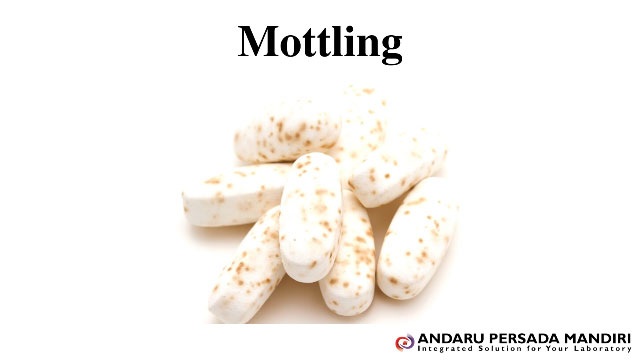 Mottling
ANDARU PERSADA MANDIRI
Integrated Solution for Your Laboratory